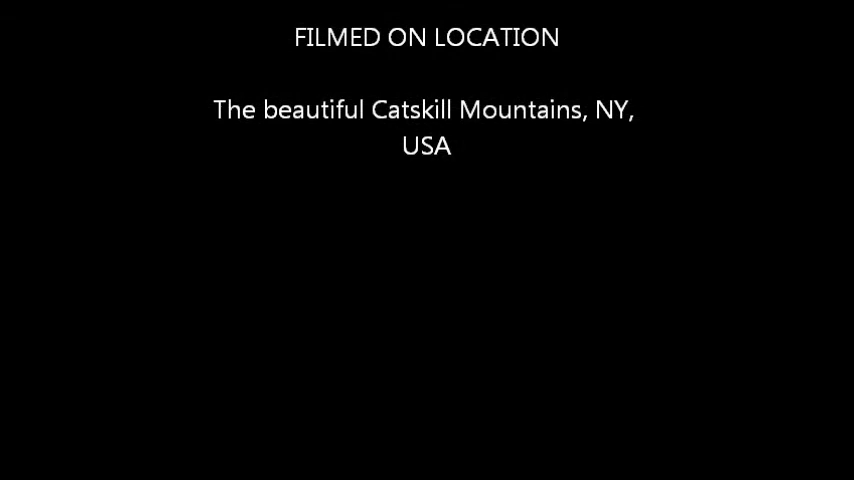 FILMED ON LOCATION
The beautiful Catskill Mountains, NY,
USA